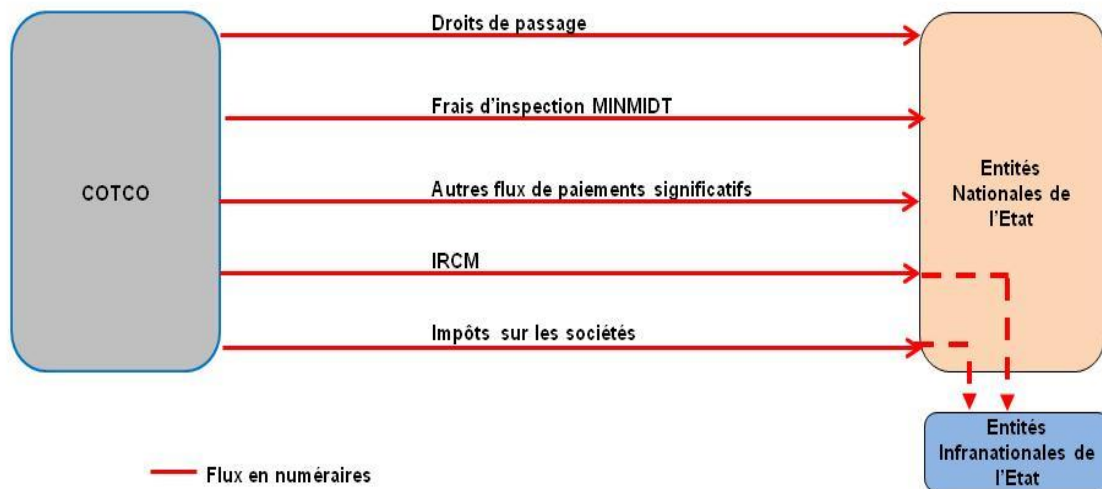 Droits de passage
Frais d'inspection MINMIDT
COTCO
Autres flux de paiements significatifs
Entités
Nationales de
l'Etat
IRCM
Impôts sur les sociétés
Entités
Infranationales de
l'Etat
Flux en numéraires